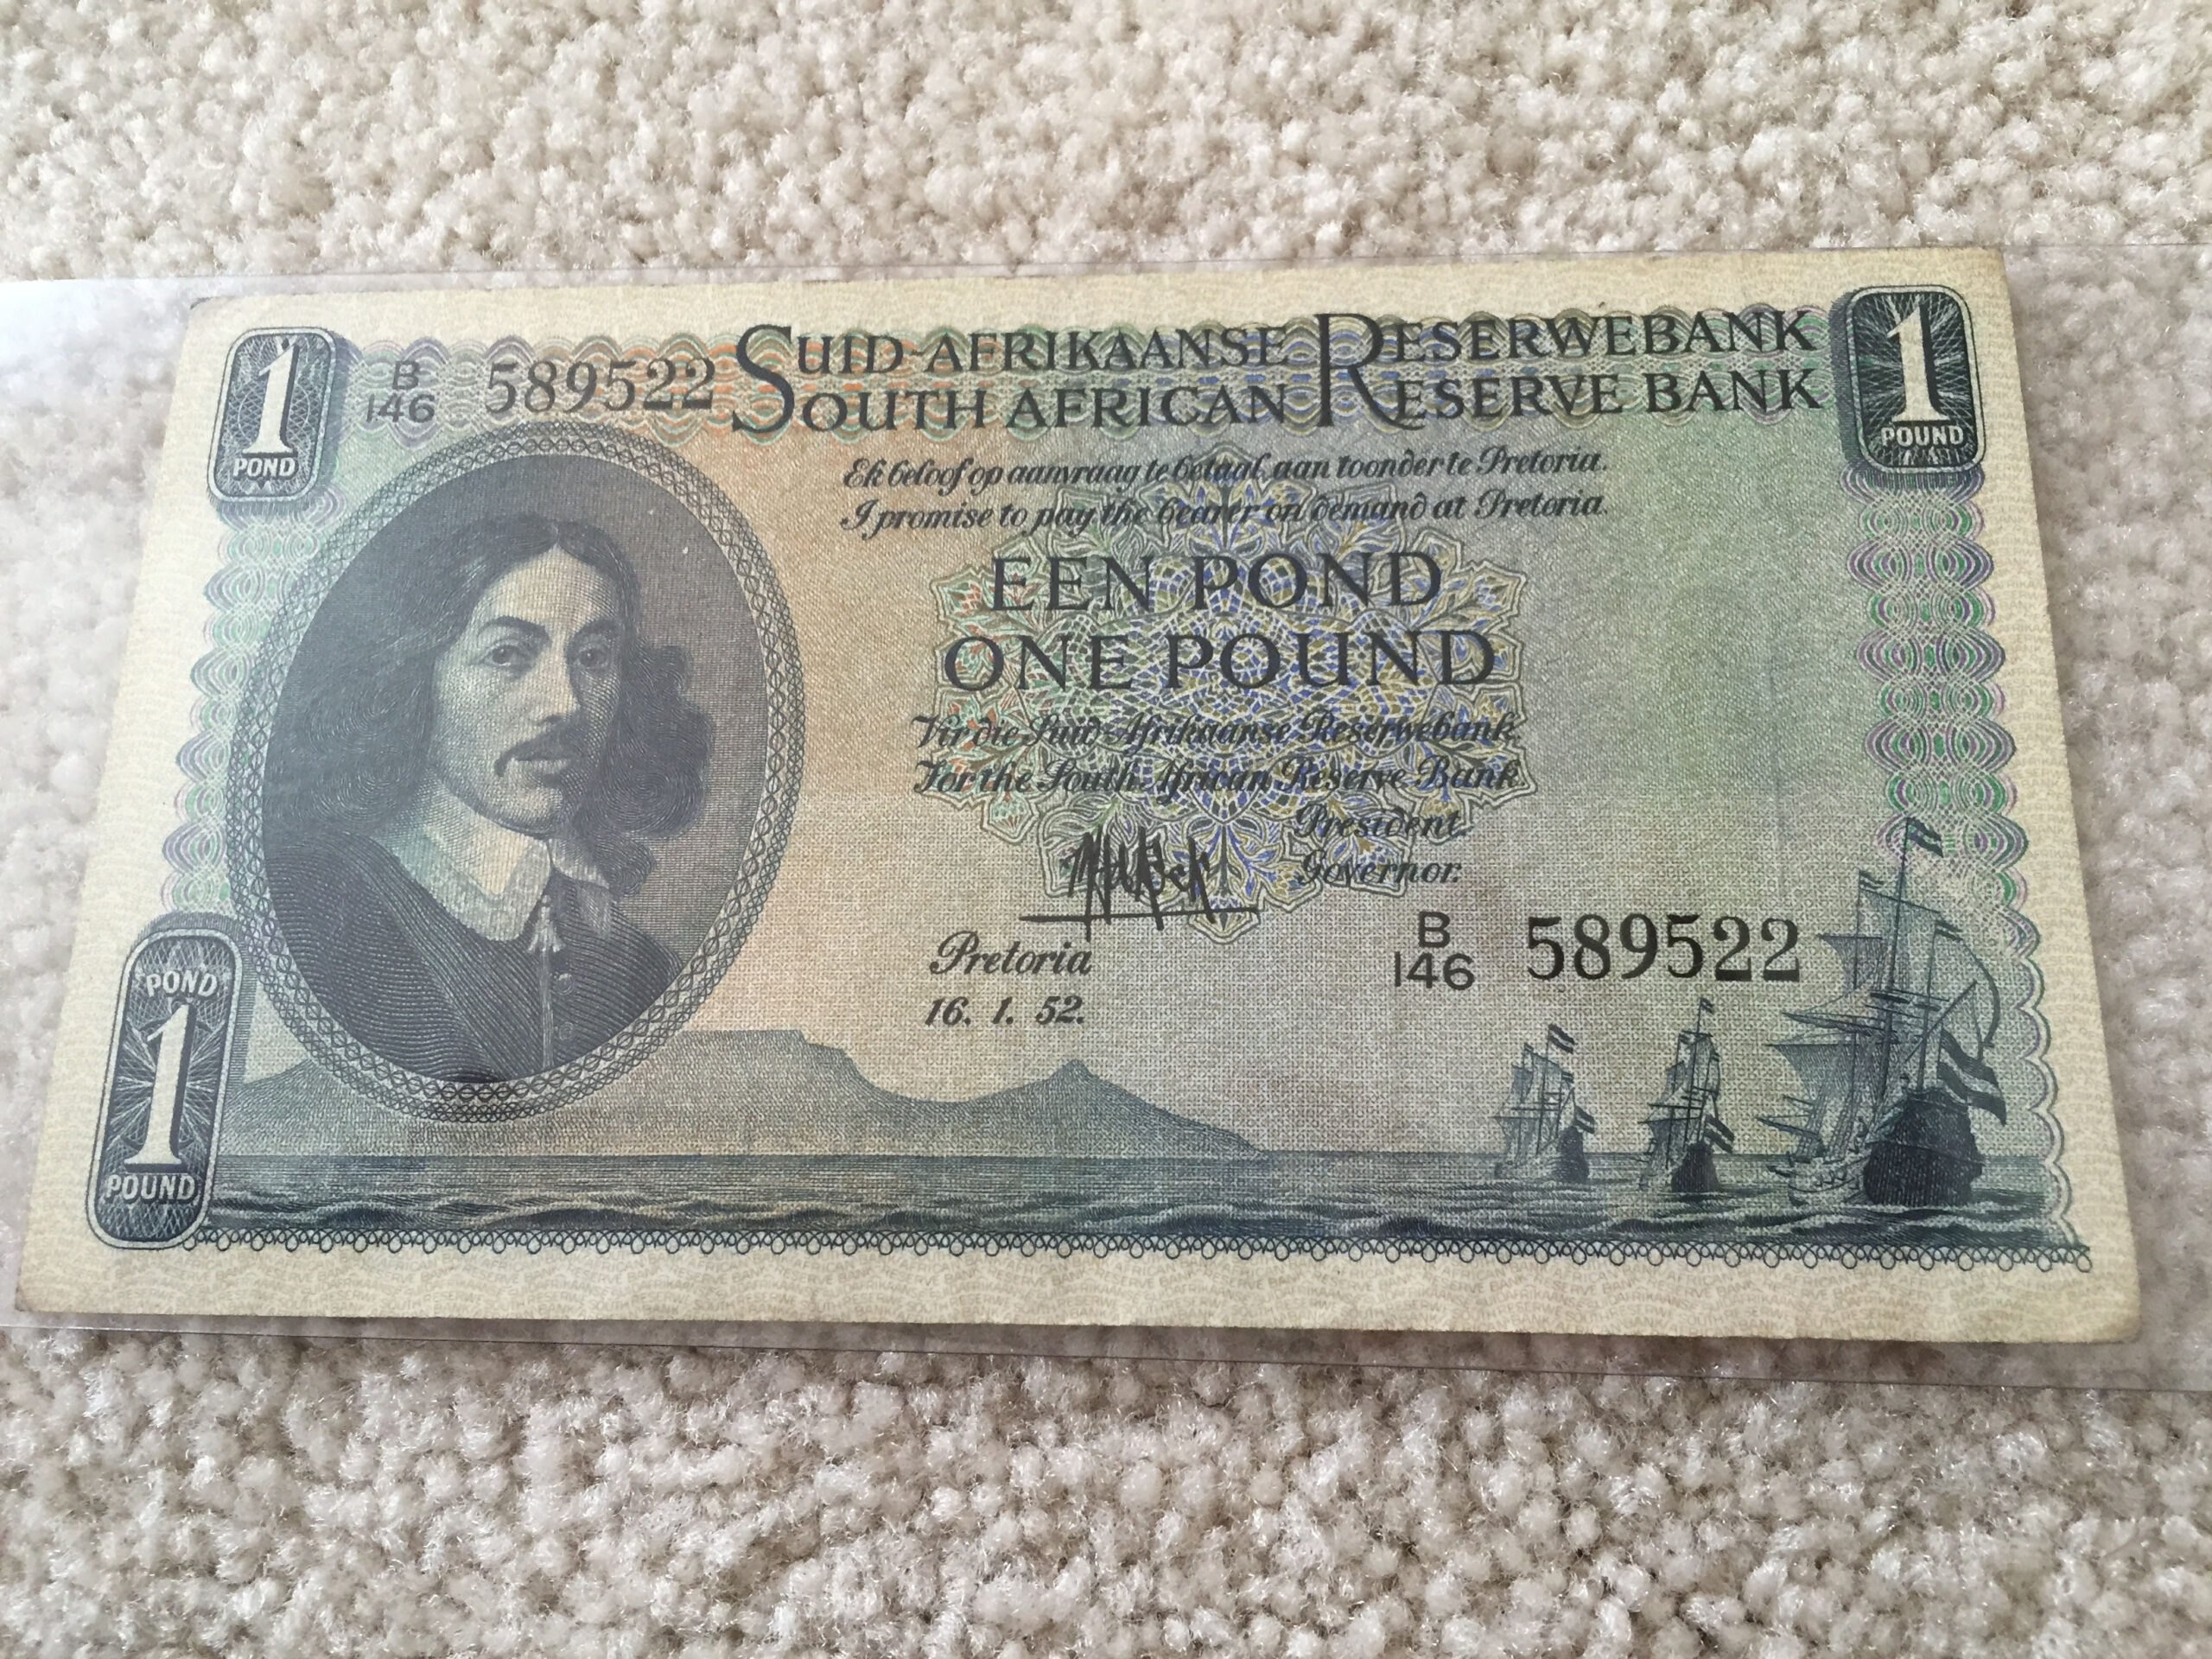 1
POND
B
146
589522
SUID-AFRIKAANSE RESERWEBANK
SOUTH AFRICAN RESERVE BANK
1
POUND
Ek beloof op aanvraag te betaal aan toonder te Pretoria.
I promise to pay the bearer on demand at Pretoria.
EEN POND
ONE POUND
Vir die Suid-Afrikaanse Reserwebank
For the South African Reserve Bank
President.
Governor.
Pretoria
16. 1. 52.
B
146
589522
POND
1
POUND